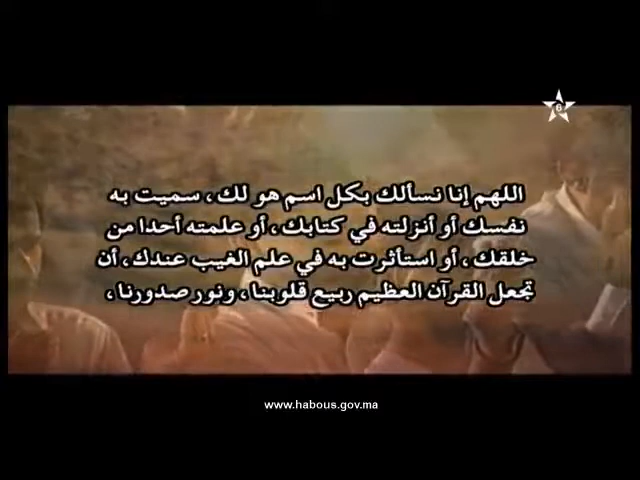 6
اللهم إنا نسألك بكل اسم هو لك ، سميت به
نفسك أو أنزلته في كتابك ، أو علمته أحدا من
خلقك ، أو استأثرت به في علم الغيب عندك ، أن
تجعل القرآن العظيم ربيع قلوبنا ، ونور صدورنا ،
www.habous.gov.ma